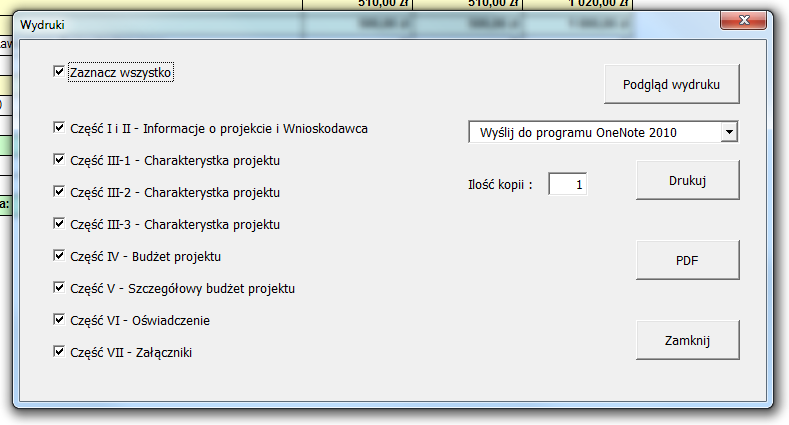 510,00 zł 510,00 zł 1 020,00 zł
Wydruki
Zaznacz wszystko
Podgląd wydruku
Część I i II - Informacje o projekcie i Wnioskodawca
Wyślij do programu OneNote 2010
Część III-1 - Charakterystka projektu
Część III-2 - Charakterystka projektu
Ilość kopii : 1
Drukuj
Część III-3 - Charakterystka projektu
Część IV - Budżet projektu
PDF
Część V - Szczegółowy budżet projektu
Część VI - Oświadczenie
Zamknij
Część VII - Załączniki